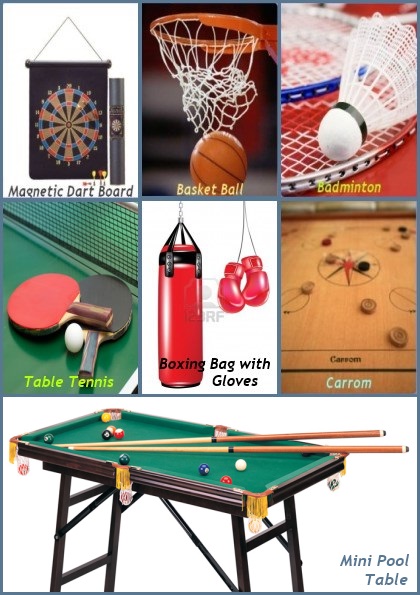 Magnetic Dart Board
Basket Ball
Badminton
Table Tennis
Boxing Bag with
Gloves
Carrom
Carrom
Mini Pool
Table